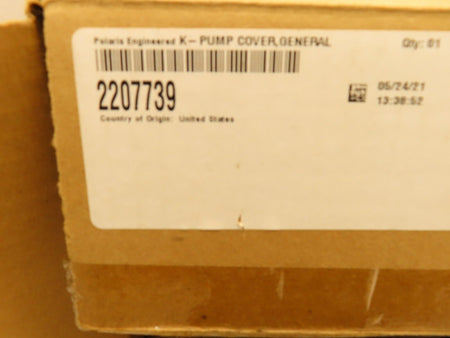 Polaris Engineered K- PUMP COVER,GENERAL Qty: 01
2207739 05/24/21
13:38:52
Country of Origin: United States